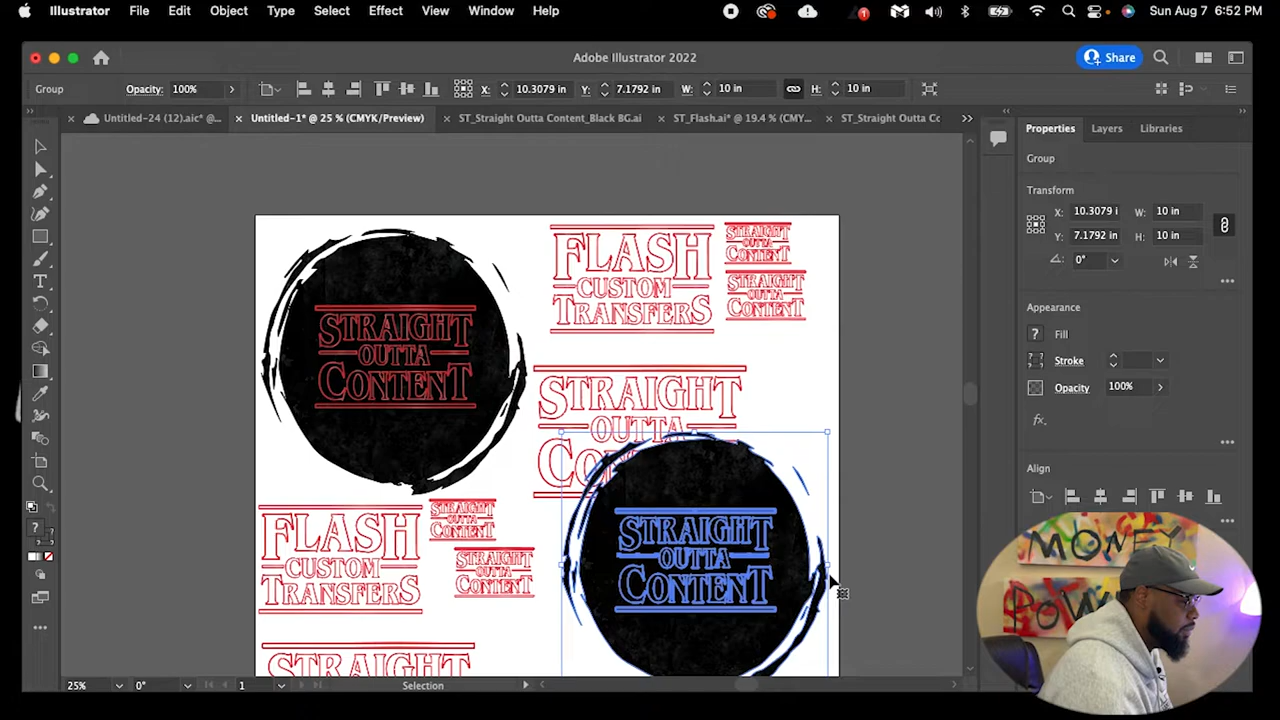 Illustrator File Edit Object Type Select Effect View Window Help
1
Sun Aug 7 6:52 PM
Adobe Illustrator 2022
Share
Group Opacity: 100% X: 10.3079 in Y: 7.1792 in W: 10 in H: 10 in
× Untitled-24 (12).aic* @... × Untitled-1* @ 25 % (CMYK/Preview) × ST_Straight Outta Content_Black BG.ai × ST_Flash.ai* @ 19.4 % (CMY... × ST_Straight Outta Co
Properties Layers Libraries
Group
Transform
X: 10.3079 i W: 10 in
Y: 7.1792 in H: 10 in
0°
Appearance
? Fill
Stroke
Opacity 100%
fx.
Align
STRAIGHT
OUTTA
CONTENT
FLASH
CUSTOM
TRANSFERS
STRAIGHT
OUTTA
CONTENT
STRAIGHT
OUTTA
CONTENT
STRAIGHT
OUTTA
CO
FLASH
CUSTOM
TRANSFERS
STRAIGHT
OUTTA
CONTENT
STRAIGHT
OUTTA
CONTENT
STRAIGHT
OUTTA
CONTENT
STRAIGHT
MONEY
POW
25% 0° 1 Selection